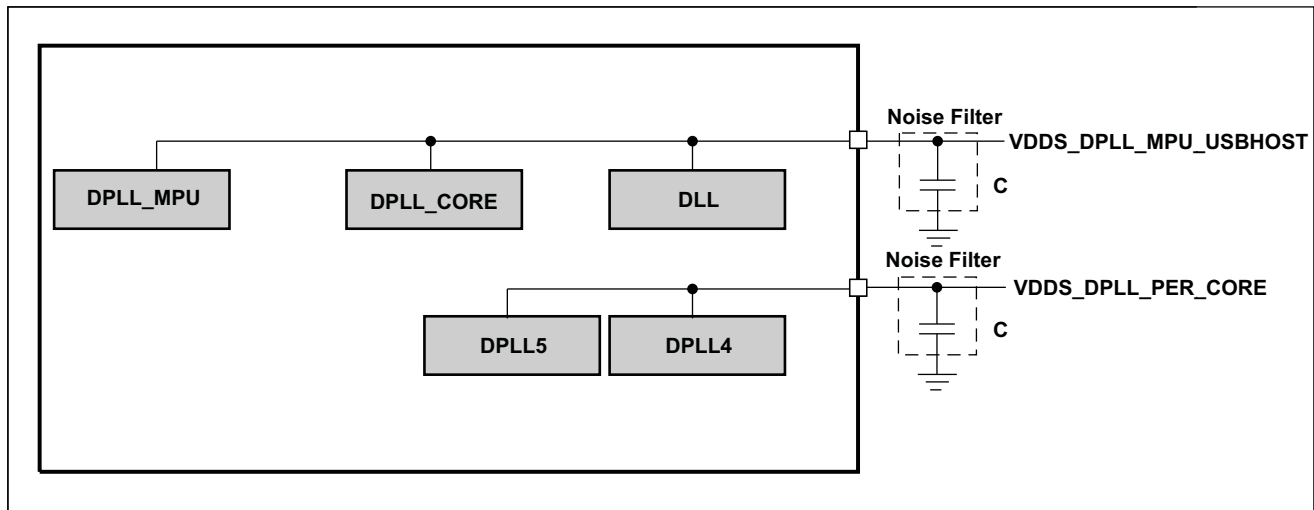 Noise Filter
VDDS_DPLL_MPU_USBHOST
DPLL_MPU
DPLL_CORE
DLL
C
Noise Filter
VDDS_DPLL_PER_CORE
DPLL5
DPLL4
C